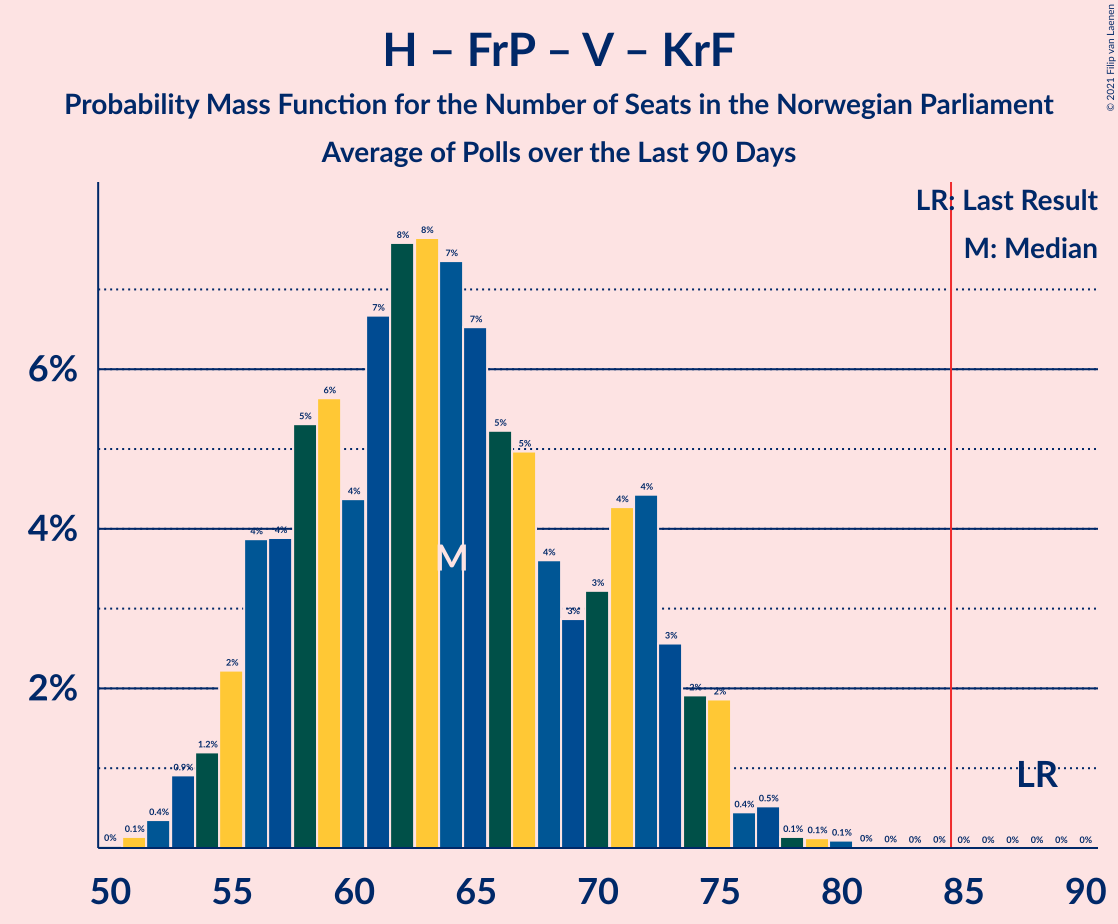 H – FrP – V – KrF
Probability Mass Function for the Number of Seats in the Norwegian Parliament
Average of Polls over the Last 90 Days
© 2021 Filip van Laenen
LR: Last Result
M: Median
6%
4%
2%
0% 0.1% 0.4% 0.9% 1.2% 2% 4% 4% 5% 6% 4% 7% 8% 8% 7% 7% 5% 5% 4% 3% 3% 4% 4% 3% 2% 2% 0.4% 0.5% 0.1% 0.1% 0.1% 0% 0% 0% 0% 0% 0% 0% 0% 0% 0%
M
LR
50 55 60 65 70 75 80 85 90